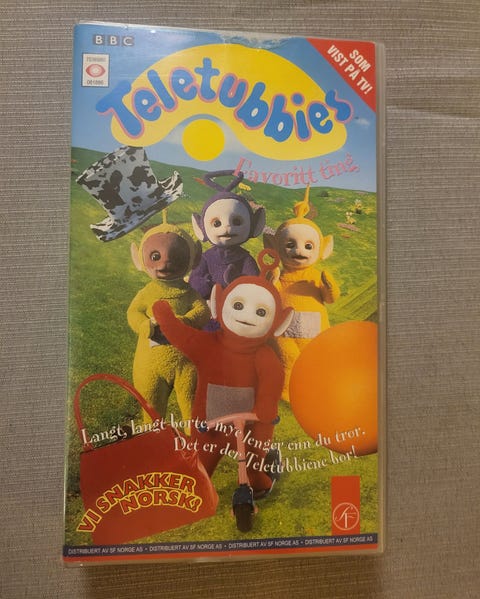 BBC
SOM
VIST PÅ TV!
Teletubbies
Favoritt ting
Langt, langt borte, mye lenger enn du tror.
Det er der Teletubbiene bor!
VI SNAKKER
NORSK!
SF
DISTRIBUERT AV SF NORGE AS • DISTRIBUERT AV SF NORGE AS • DISTRIBUERT AV SF NORGE AS • DISTRIBUERT AV SF NORGE AS